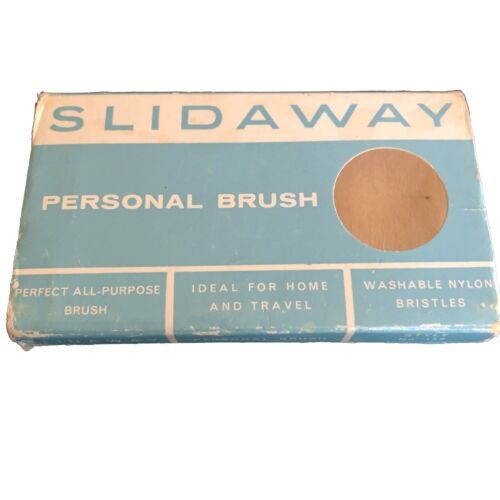 SLIDAWAY
PERSONAL BRUSH
PERFECT ALL-PURPOSE
BRUSH
IDEAL FOR HOME
AND TRAVEL
WASHABLE NYLON
BRISTLES